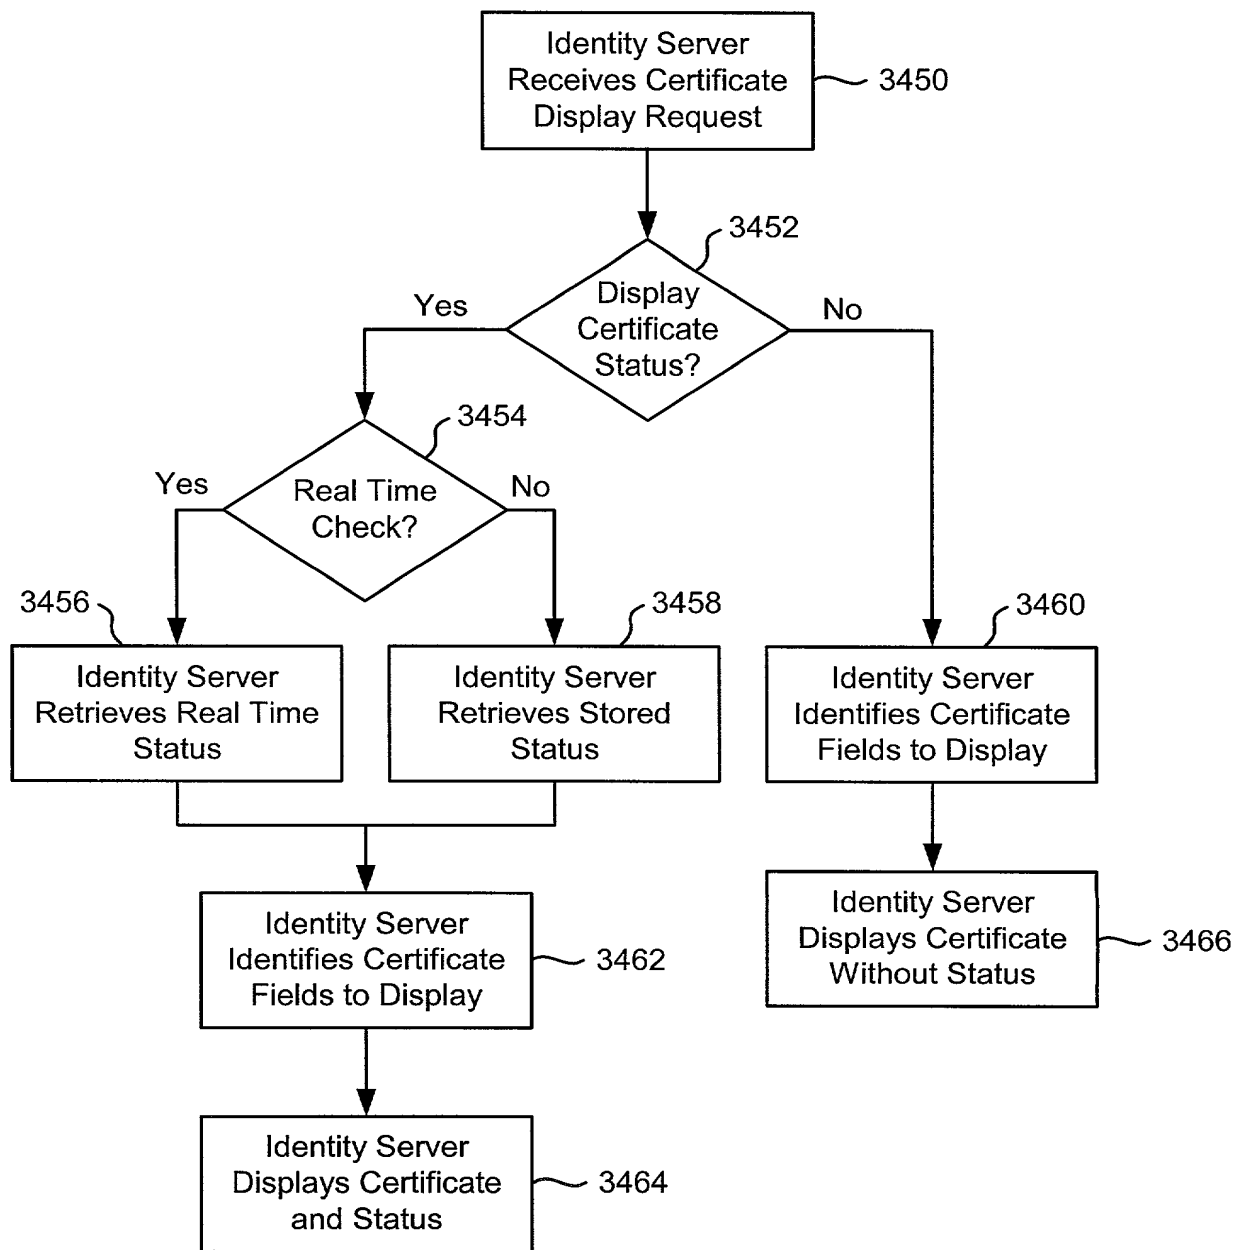 Identity Server
Receives Certificate
Display Request
3450
3452
Display
Certificate
Status?
Yes
No
3454
Real Time
Check?
Yes
No
3456
Identity Server
Retrieves Real Time
Status
3458
Identity Server
Retrieves Stored
Status
3460
Identity Server
Identifies Certificate
Fields to Display
Identity Server
Identifies Certificate
Fields to Display
3462
Identity Server
Displays Certificate
Without Status
3466
Identity Server
Displays Certificate
and Status
3464